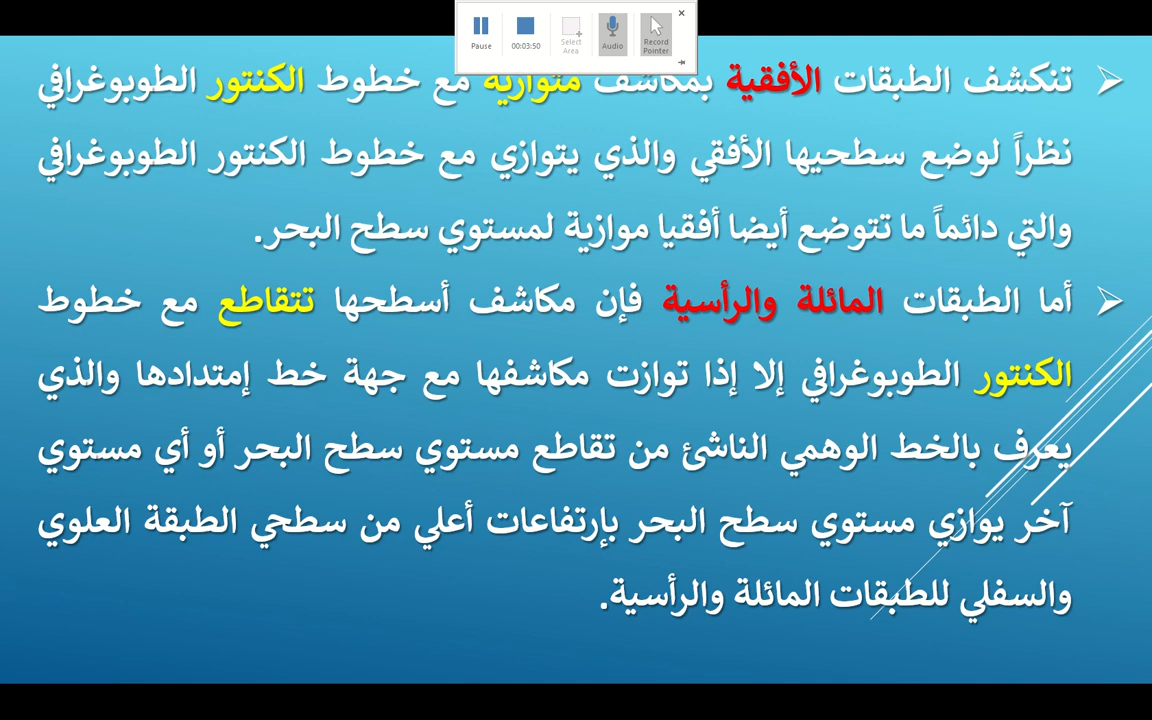 Pause
00:03:50
Select Area
Audio
Record Pointer
تنكشف الطبقات الأفقية بمكاشف متوازية مع خطوط الكنتور الطوبوغرافي
نظراً لوضع سطحيها الأفقي والذي يتوازي مع خطوط الكنتور الطوبوغرافي
والتي دائماً ما تتوضع أيضا أفقيا موازية لمستوي سطح البحر.
أما الطبقات المائلة والرأسية فإن مكاشف أسطحها تتقاطع مع خطوط
الكنتور الطوبوغرافي إلا إذا توازت مكاشفها مع جهة خط إمتدادها والذي
يعرف بالخط الوهمي الناشئ من تقاطع مستوي سطح البحر أو أي مستوي
آخر يوازي مستوي سطح البحر بإرتفاعات أعلي من سطحي الطبقة العلوي
والسفلي للطبقات المائلة والرأسية.